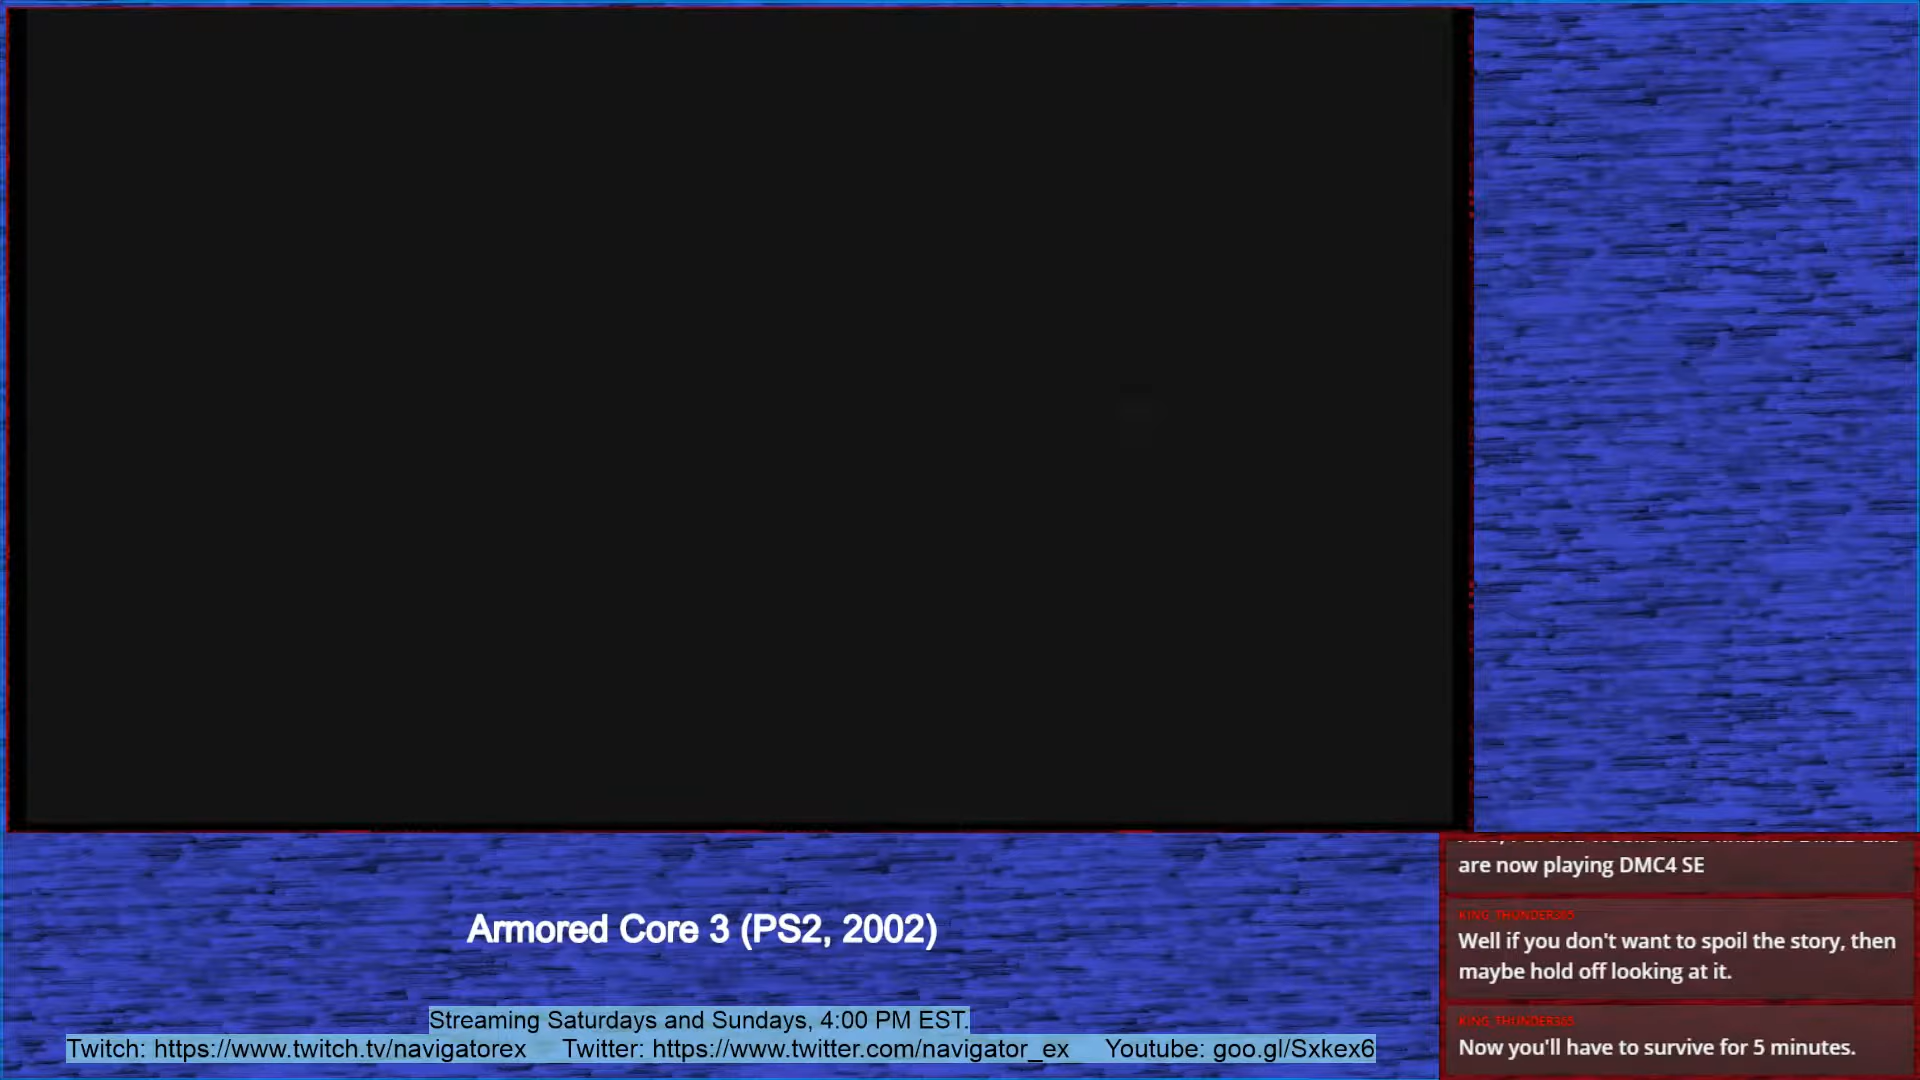 are now playing DMC4 SE
KING_THUNDER365
Well if you don't want to spoil the story, then
maybe hold off looking at it.
KING_THUNDER365
Now you'll have to survive for 5 minutes.
Armored Core 3 (PS2, 2002)
Streaming Saturdays and Sundays, 4:00 PM EST.
Twitch: https://www.twitch.tv/navigatorex Twitter: https://www.twitter.com/navigator_ex Youtube: goo.gl/Sxkex6